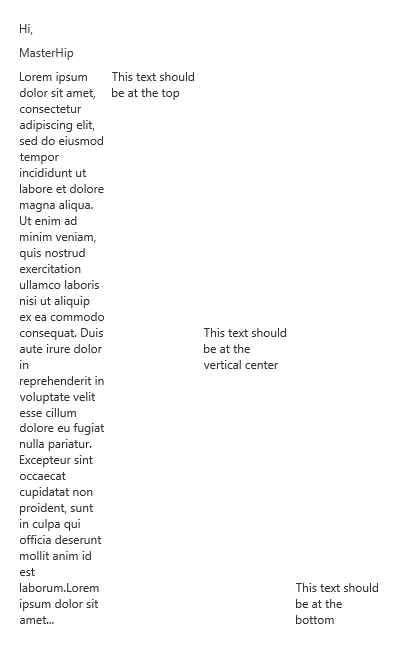 Hi,
MasterHip
Lorem ipsum
dolor sit amet,
consectetur
adipiscing elit,
sed do eiusmod
tempor
incididunt ut
labore et dolore
magna aliqua.
Ut enim ad
minim veniam,
quis nostrud
exercitation
ullamco laboris
nisi ut aliquip
ex ea commodo
consequat. Duis
aute irure dolor
in
reprehenderit in
voluptate velit
esse cillum
dolore eu fugiat
nulla pariatur.
Excepteur sint
occaecat
cupidatat non
proident, sunt
in culpa qui
officia deserunt
mollit anim id
est
laborum.Lorem
ipsum dolor sit
amet...
This text should
be at the top
This text should
be at the
vertical center
This text should
be at the
bottom